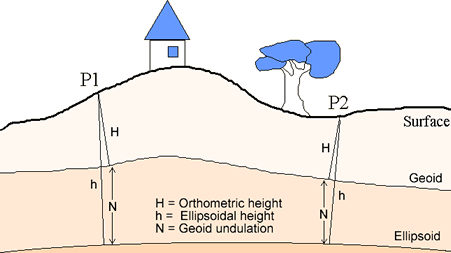 P1
P2
Surface
H
H
Geoid
h
h
N
H = Orthometric height
h = Ellipsoidal height
N = Geoid undulation
N
Ellipsoid